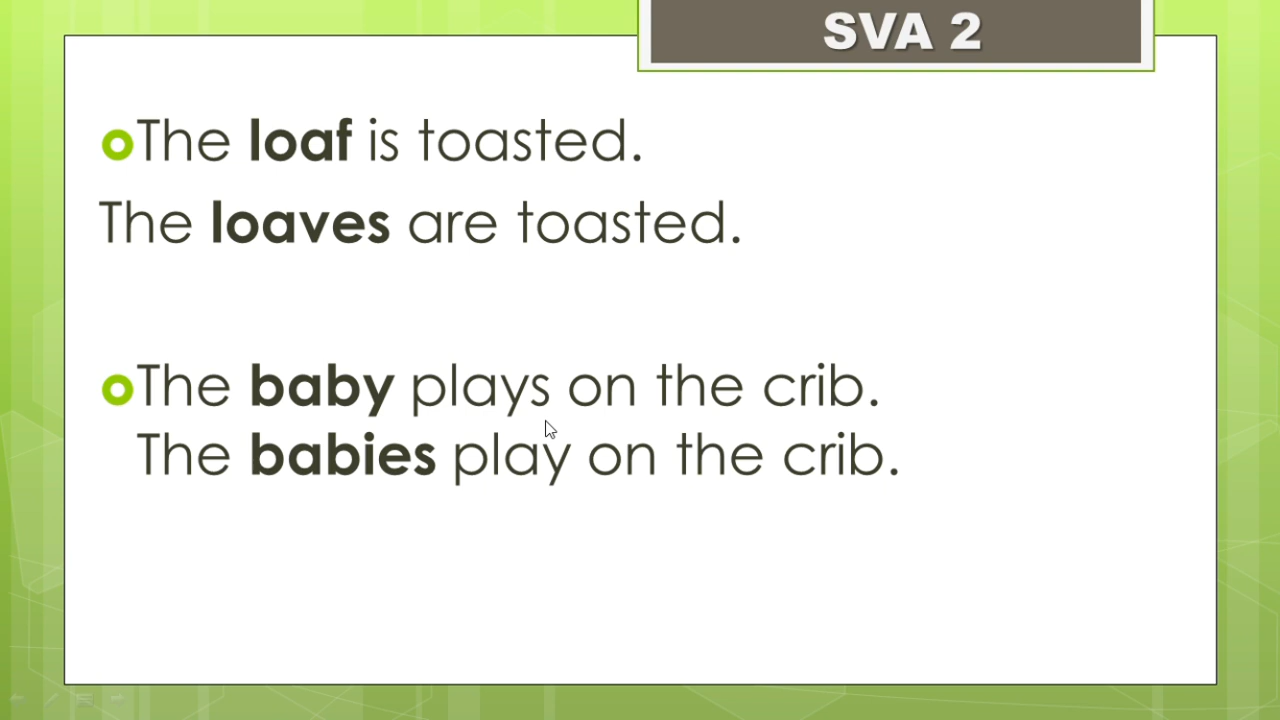 SVA 2
The loaf is toasted.
The loaves are toasted.
The baby plays on the crib.
The babies play on the crib.